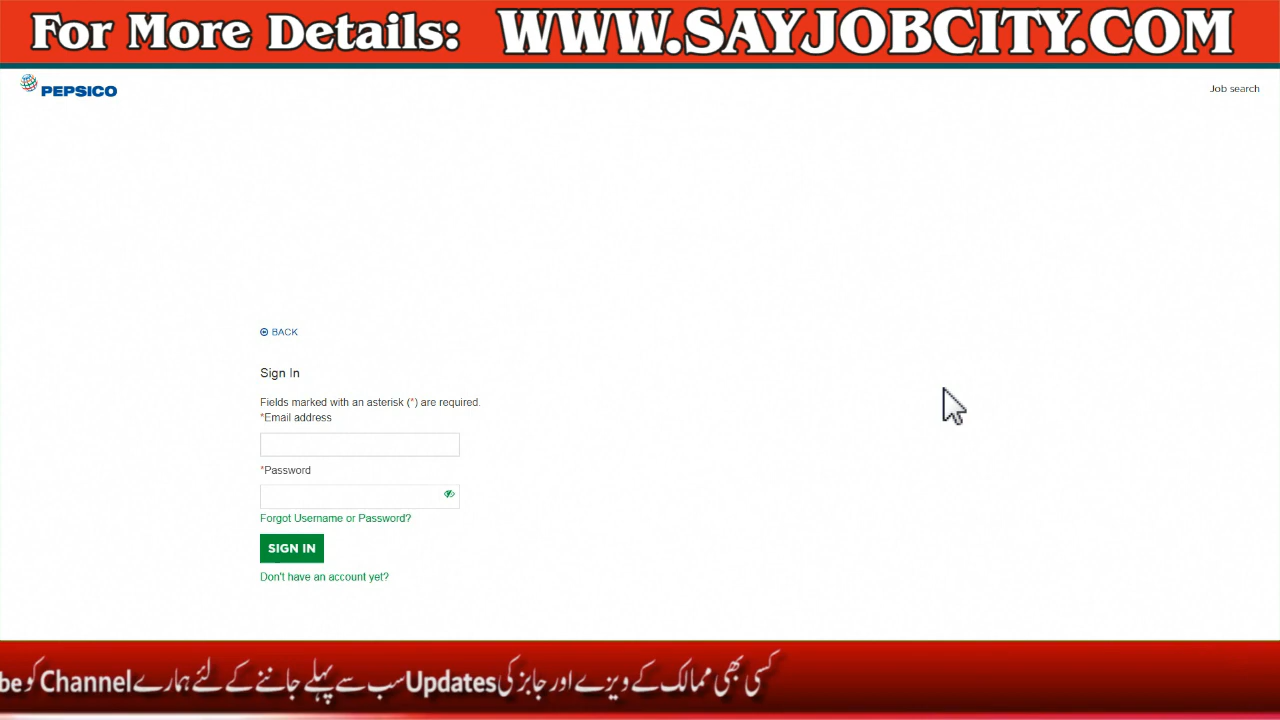 For More Details: WWW.SAYJOBCITY.COM
PEPSICO
Job search
BACK
Sign In
Fields marked with an asterisk (*) are required.
*Email address
*Password
Forgot Username or Password?
SIGN IN
Don't have an account yet?
کسی بھی ممالک کے ویزے اور جابز کی Updates سب سے پہلے جاننے کے لئے ہمارے Channel کو be